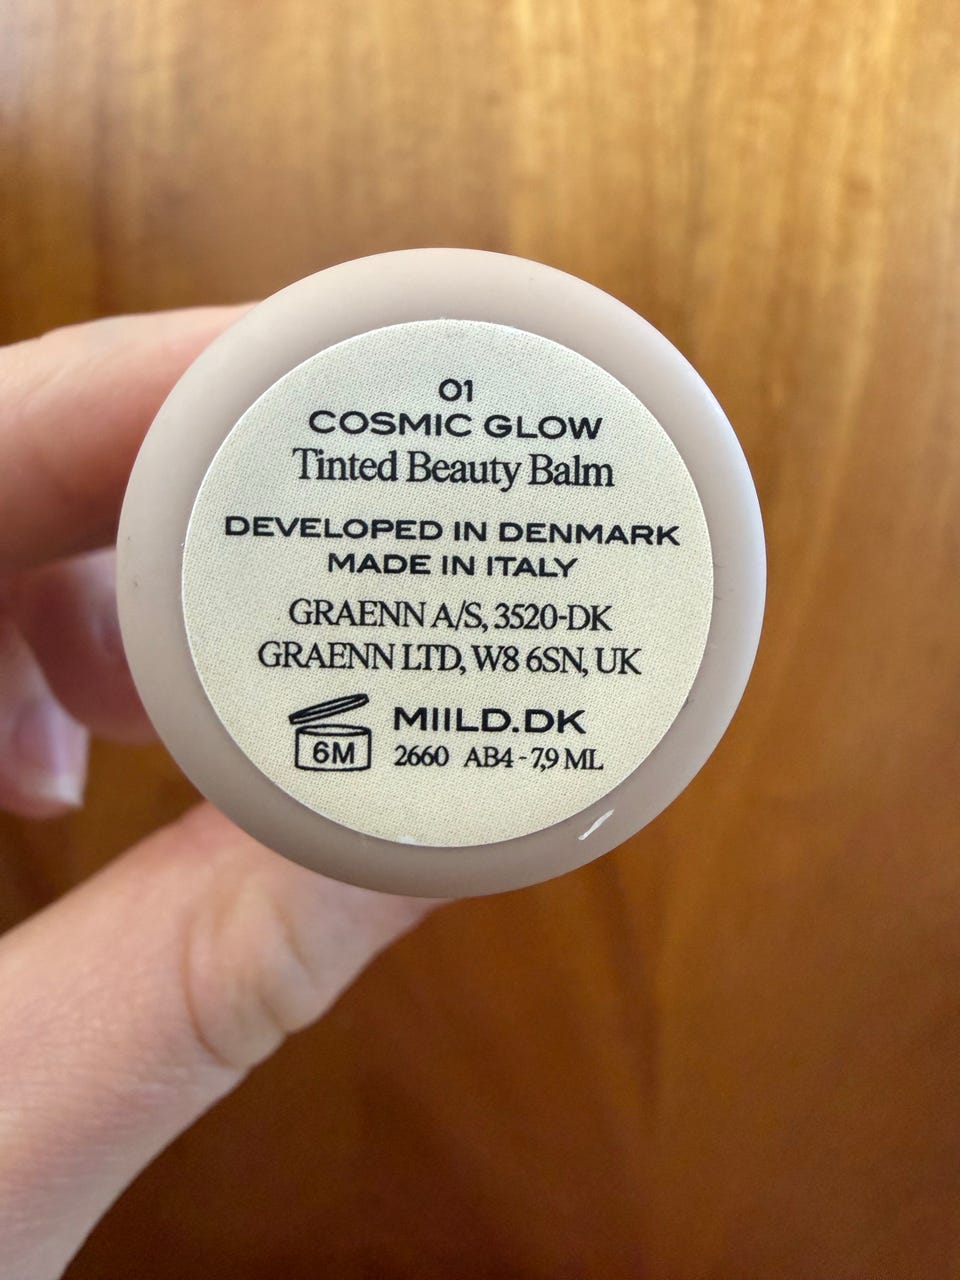 01
COSMIC GLOW
Tinted Beauty Balm
DEVELOPED IN DENMARK
MADE IN ITALY
GRAENN A/S, 3520-DK
GRAENN LTD, W8 6SN, UK
6M
MIILD.DK
2660 AB4 - 7,9 ML